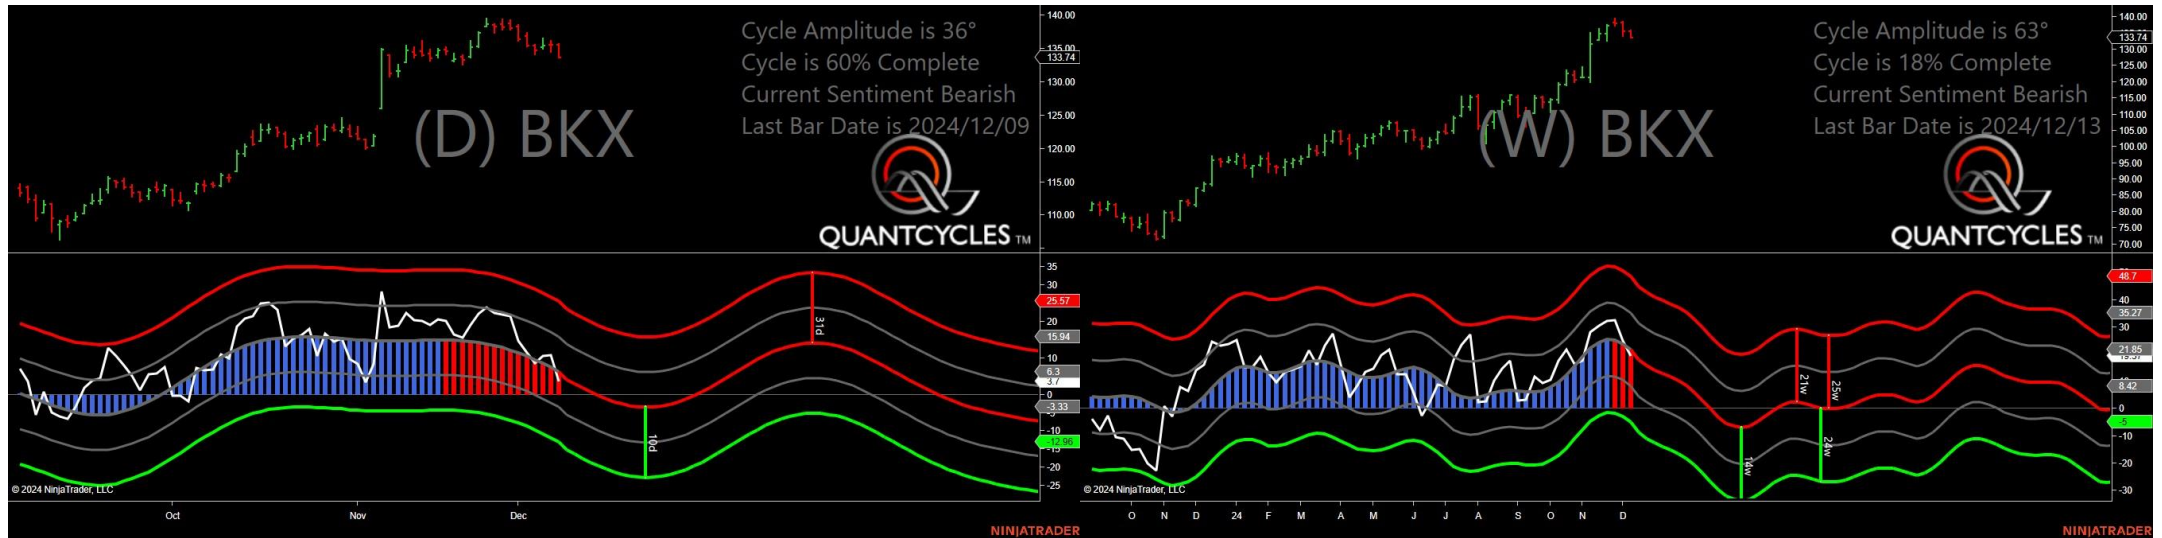 Cycle Amplitude is 36°
Cycle is 60% Complete
Current Sentiment Bearish
Last Bar Date is 2024/12/09
(D) BKX
QUANTCYCLES TM
140.00
135.00
133.74
130.00
125.00
120.00
115.00
110.00
35
30
25.57
20
15.94
10
6.3
3.7
0
-3.33
-10
-12.96
-20
-25
31d
10d
© 2024 NinjaTrader, LLC
Oct
Nov
Dec
NINJATRADER
Cycle Amplitude is 63°
Cycle is 18% Complete
Current Sentiment Bearish
Last Bar Date is 2024/12/13
(W) BKX
QUANTCYCLES TM
140.00
133.74
130.00
125.00
120.00
115.00
110.00
105.00
100.00
95.00
90.00
85.00
80.00
75.00
70.00
48.7
40
35.27
30
21.85
8.42
0
-5
-10
-20
-30
21w
25w
14w
24w
© 2024 NinjaTrader, LLC
O N D 24 F M A M J J A S O N D
NINJATRADER